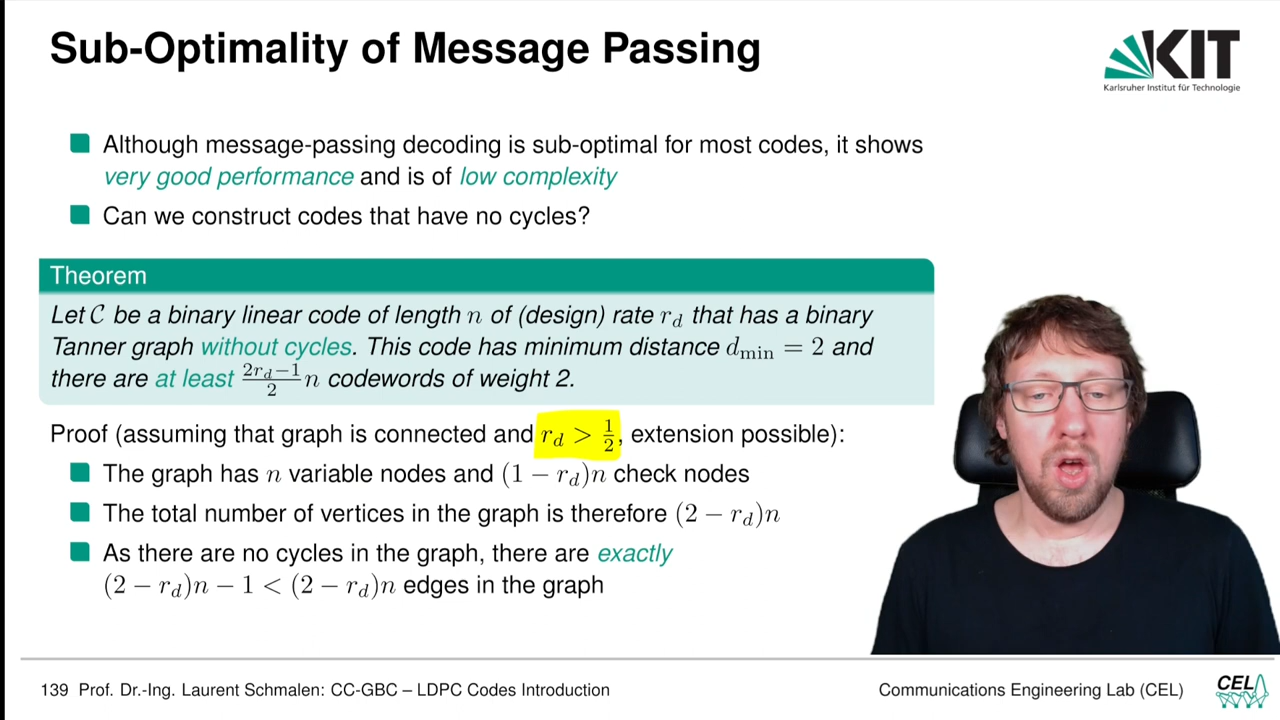 Sub-Optimality of Message Passing
KIT
Karlsruher Institut für Technologie
Although message-passing decoding is sub-optimal for most codes, it shows
very good performance and is of low complexity
Can we construct codes that have no cycles?
Theorem
Let 𝒞 be a binary linear code of length n of (design) rate r_d that has a binary
Tanner graph without cycles. This code has minimum distance d_min = 2 and
there are at least (2r_d−1)/2 n codewords of weight 2.
Proof (assuming that graph is connected and r_d > 1/2, extension possible):
The graph has n variable nodes and (1 − r_d)n check nodes
The total number of vertices in the graph is therefore (2 − r_d)n
As there are no cycles in the graph, there are exactly
(2 − r_d)n − 1 < (2 − r_d)n edges in the graph
139 Prof. Dr.-Ing. Laurent Schmalen: CC-GBC – LDPC Codes Introduction
Communications Engineering Lab (CEL)
CEL